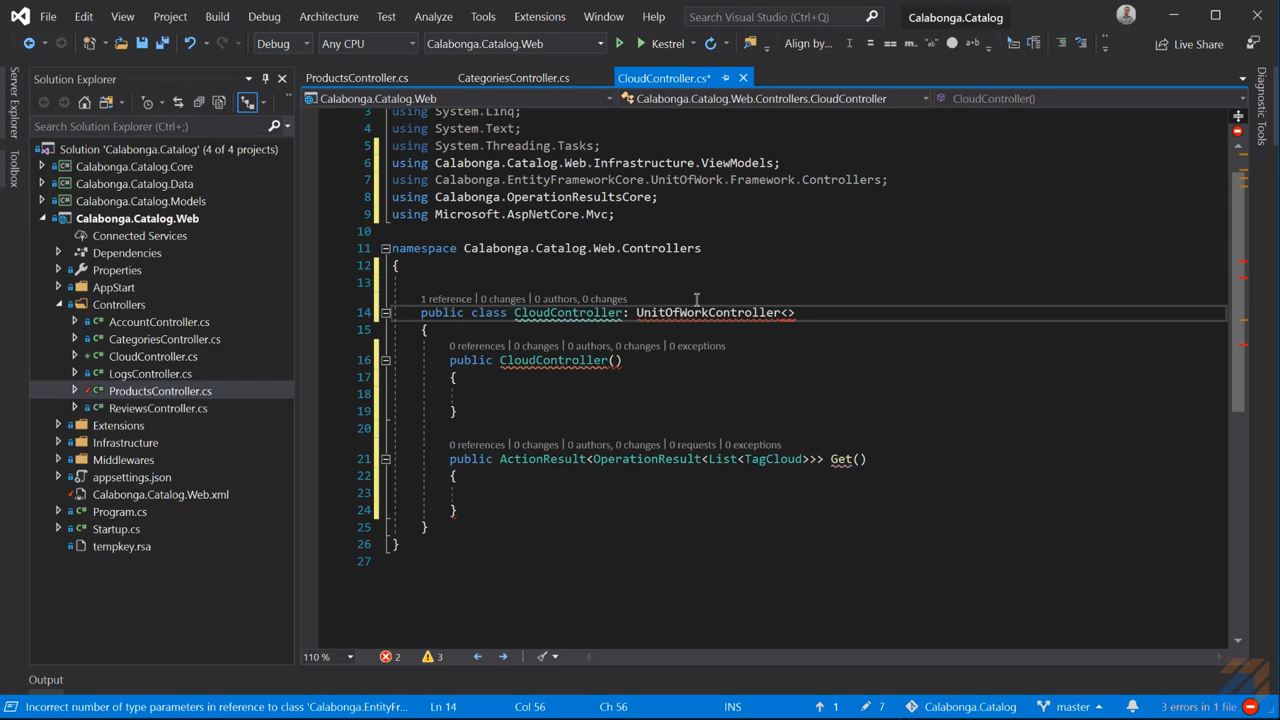 File Edit View Project Build Debug Architecture Test Analyze Tools Extensions Window Help Search Visual Studio (Ctrl+Q) Calabonga.Catalog
Debug Any CPU Calabonga.Catalog.Web Kestrel Align by... Live Share
Server Explorer
Toolbox
Solution Explorer
Search Solution Explorer (Ctrl+;)
Solution 'Calabonga.Catalog' (4 of 4 projects)
Calabonga.Catalog.Core
Calabonga.Catalog.Data
Calabonga.Catalog.Models
Calabonga.Catalog.Web
Connected Services
Dependencies
Properties
AppStart
Controllers
AccountController.cs
CategoriesController.cs
CloudController.cs
LogsController.cs
ProductsController.cs
ReviewsController.cs
Extensions
Infrastructure
Middlewares
appsettings.json
Calabonga.Catalog.Web.xml
Program.cs
Startup.cs
tempkey.rsa
ProductsController.cs CategoriesController.cs CloudController.cs*
Calabonga.Catalog.Web Calabonga.Catalog.Web.Controllers.CloudController CloudController()
3 using System.Linq;
4 using System.Text;
5 using System.Threading.Tasks;
6 using Calabonga.Catalog.Web.Infrastructure.ViewModels;
7 using Calabonga.EntityFrameworkCore.UnitOfWork.Framework.Controllers;
8 using Calabonga.OperationResultsCore;
9 using Microsoft.AspNetCore.Mvc;
10
11 namespace Calabonga.Catalog.Web.Controllers
12 {
13
1 reference | 0 changes | 0 authors, 0 changes
14 public class CloudController: UnitOfWorkController<>
15 {
0 references | 0 changes | 0 authors, 0 changes | 0 exceptions
16 public CloudController()
17 {
18
19 }
20
0 references | 0 changes | 0 authors, 0 changes | 0 requests | 0 exceptions
21 public ActionResult<OperationResult<List<TagCloud>>> Get()
22 {
23
24 }
25 }
26 }
27
Diagnostic Tools
110 % 2 3
Output
Incorrect number of type parameters in reference to class 'Calabonga.EntityFr... Ln 14 Col 56 Ch 56 INS 1 7 Calabonga.Catalog master 3 errors in 1 file